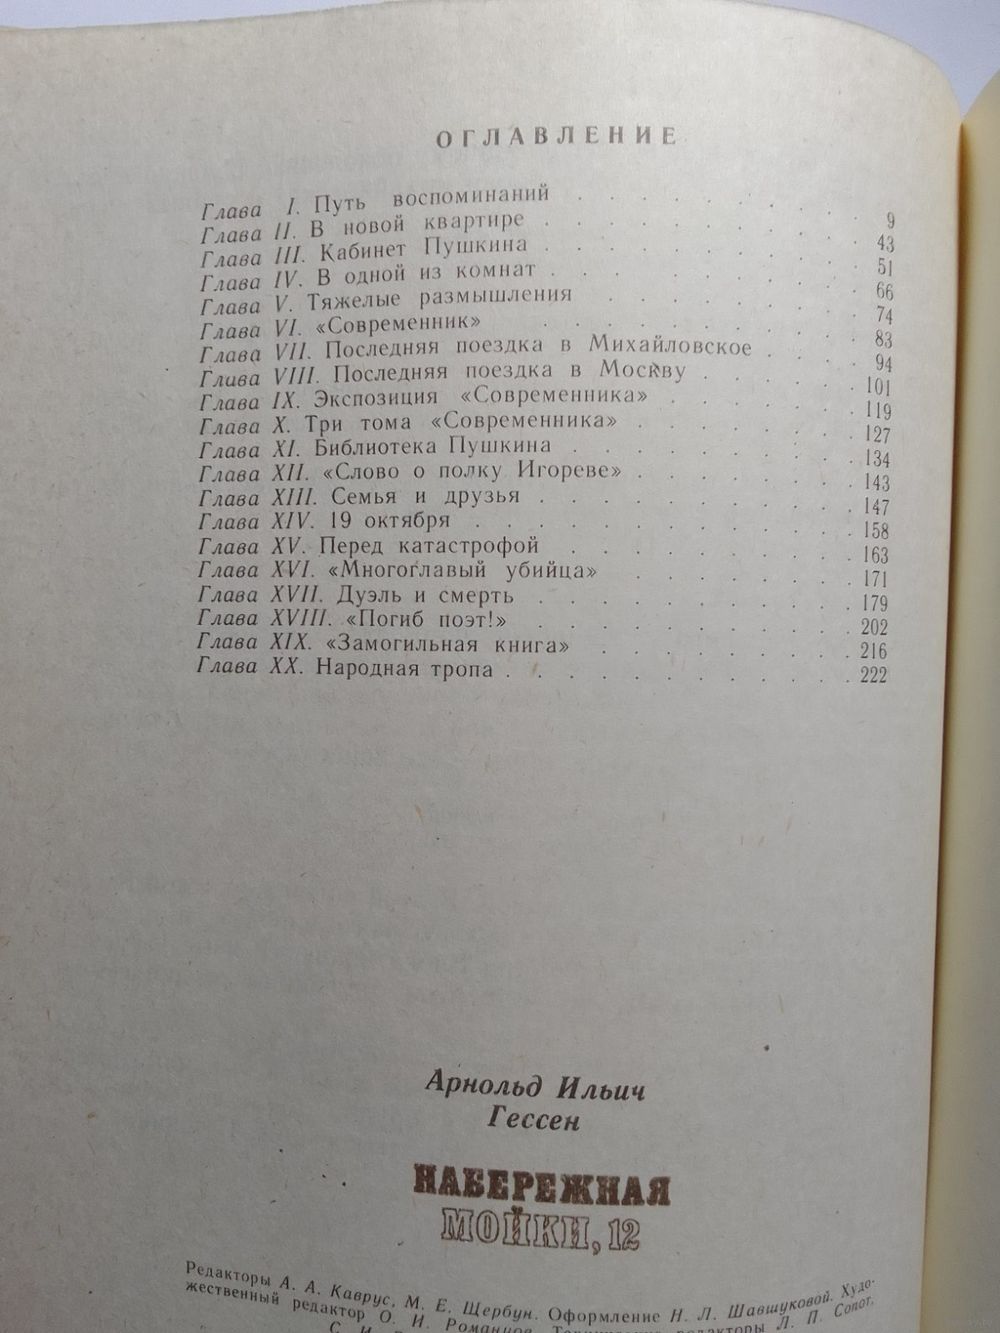 ОГЛАВЛЕНИЕ
Глава I. Путь воспоминаний . . . . . . . . . 9
Глава II. В новой квартире . . . . . . . . . 43
Глава III. Кабинет Пушкина . . . . . . . . . 51
Глава IV. В одной из комнат . . . . . . . . . 66
Глава V. Тяжелые размышления . . . . . . . . 74
Глава VI. «Современник» . . . . . . . . . . 83
Глава VII. Последняя поездка в Михайловское . . . . 94
Глава VIII. Последняя поездка в Москву . . . . . 101
Глава IX. Экспозиция «Современника» . . . . . . 119
Глава X. Три тома «Современника» . . . . . . . 127
Глава XI. Библиотека Пушкина . . . . . . . . 134
Глава XII. «Слово о полку Игореве» . . . . . . . 143
Глава XIII. Семья и друзья . . . . . . . . . . 147
Глава XIV. 19 октября . . . . . . . . . . . 158
Глава XV. Перед катастрофой . . . . . . . . . 163
Глава XVI. «Многоглавый убийца» . . . . . . . 171
Глава XVII. Дуэль и смерть . . . . . . . . . . 179
Глава XVIII. «Погиб поэт!» . . . . . . . . . . 202
Глава XIX. «Замогильная книга» . . . . . . . . 216
Глава XX. Народная тропа . . . . . . . . . . . 222
Арнольд Ильич
Гессен
НАБЕРЕЖНАЯ
МОЙКИ, 12
Редакторы А. А. Каврус, М. Е. Щербун. Оформление Н. Л. Шавшуковой. Худо-
жественный редактор О. И. Романцов. редакторы Л. П. Сопот,